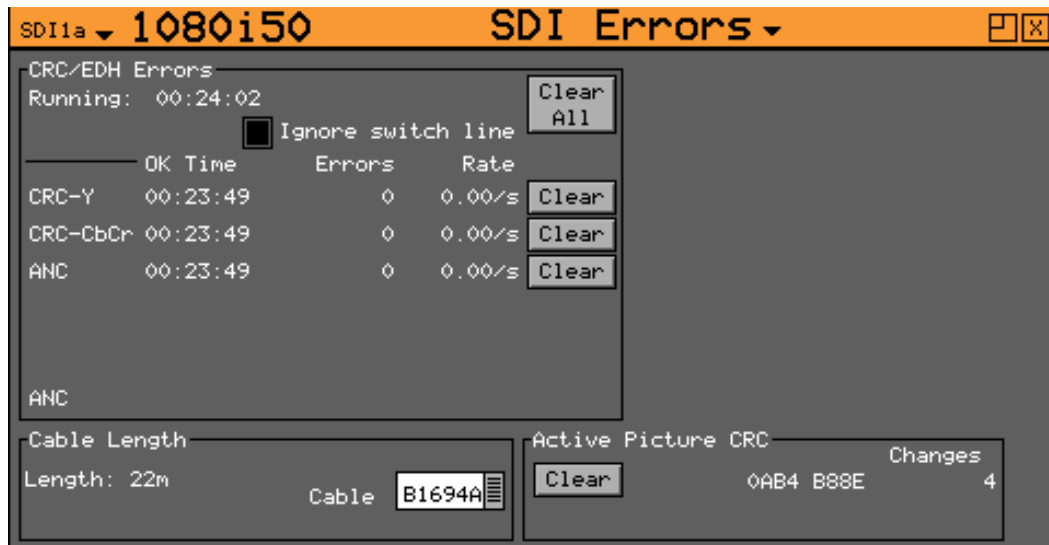 SDI1a 1080i50 SDI Errors
CRC/EDH Errors
Running: 00:24:02
Clear All
Ignore switch line
OK Time Errors Rate
CRC-Y 00:23:49 0 0.00/s Clear
CRC-CbCr 00:23:49 0 0.00/s Clear
ANC 00:23:49 0 0.00/s Clear
ANC
Cable Length
Length: 22m
Cable B1694A
Active Picture CRC
Changes
Clear 0AB4 B88E 4